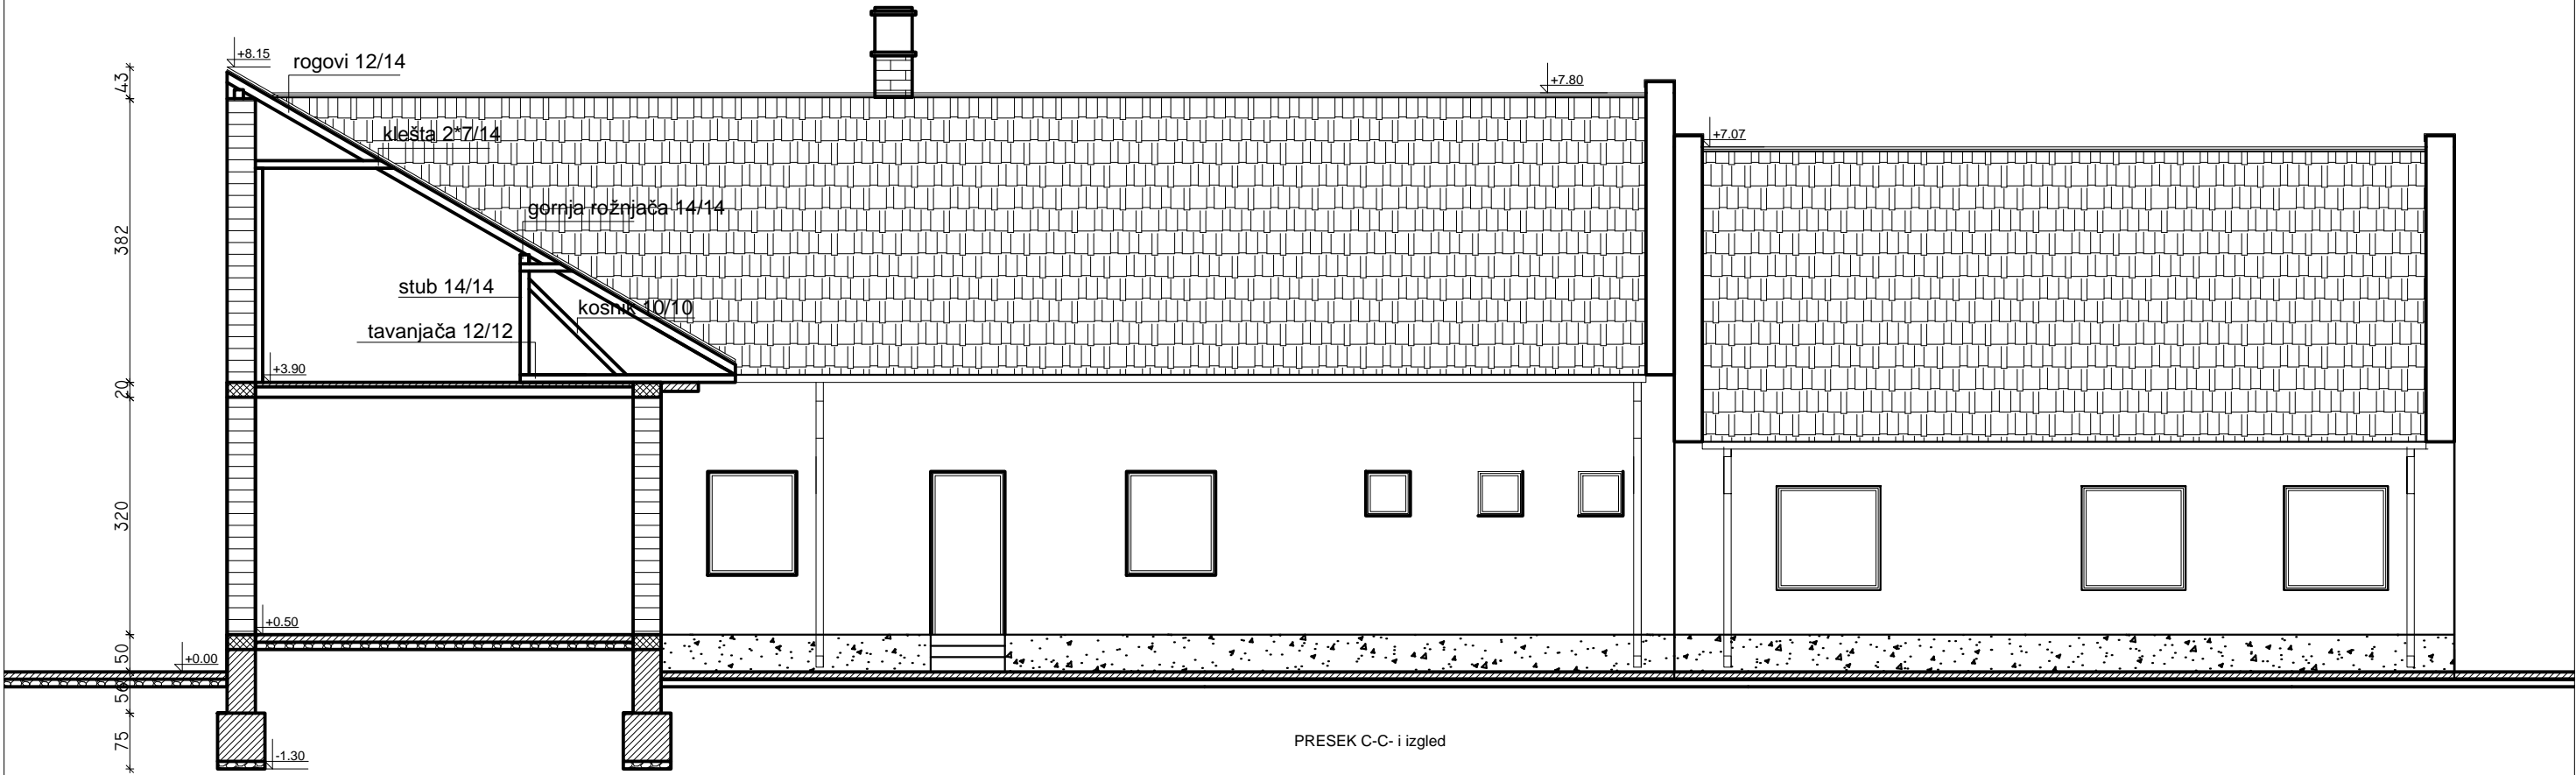 +8.15
rogovi 12/14
43
+7.80
klešta 2*7/14
+7.07
gornja rožnjača 14/14
382
stub 14/14
kosnik 10/10
tavanjača 12/12
+3.90
20
320
+0.50
50
+0.00
56
75
PRESEK C-C- i izgled
-1.30